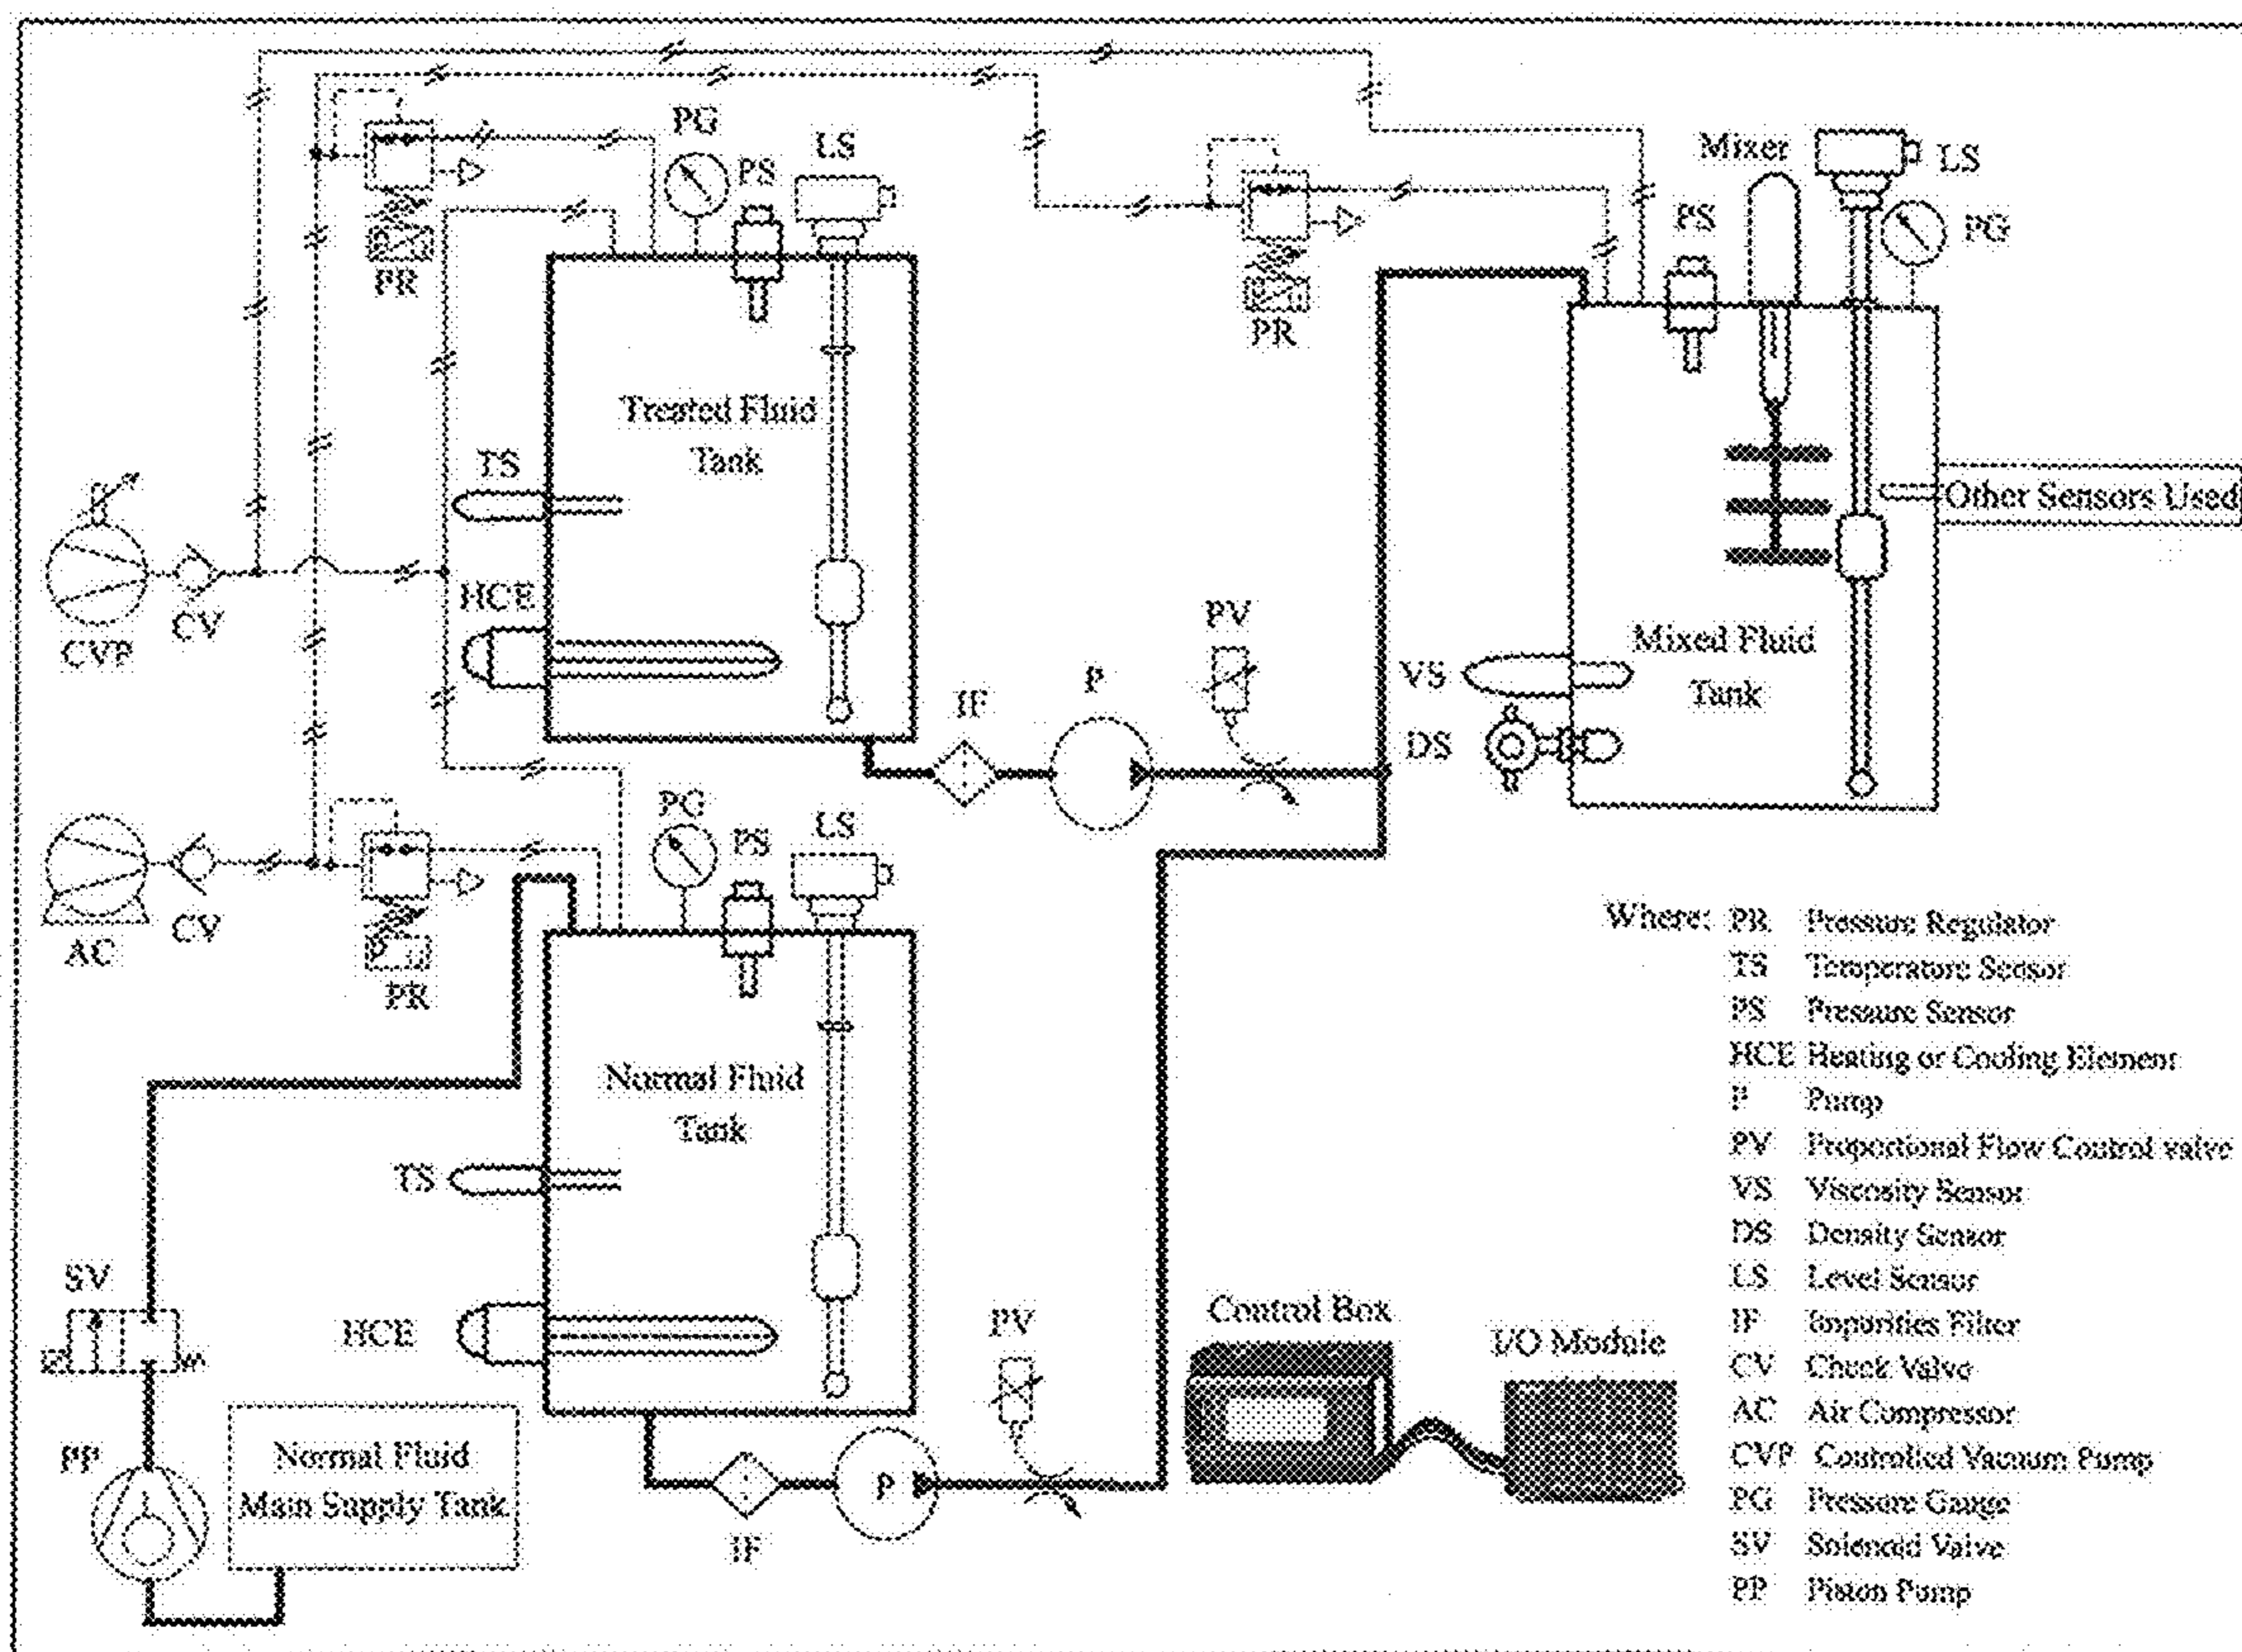 PG
PS
LS
PR
Mixer
LS
PS
PG
PR
Treated Fluid
Tank
TS
HCE
CVP
CV
IF
P
PV
Other Sensors Used
Mixed Fluid
Tank
VS
DS
AC
CV
PR
PG
PS
LS
Normal Fluid
Tank
TS
HCE
SV
PP
Normal Fluid
Main Supply Tank
IF
P
PV
Control Box
I/O Module
Where: PR Pressure Regulator
TS Temperature Sensor
PS Pressure Sensor
HCE Heating or Cooling Element
P Pump
PV Proportional Flow Control valve
VS Viscosity Sensor
DS Density Sensor
LS Level Sensor
IF Impurities Filter
CV Check Valve
AC Air Compressor
CVP Controlled Vacuum Pump
PG Pressure Gauge
SV Solenoid Valve
PP Piston Pump